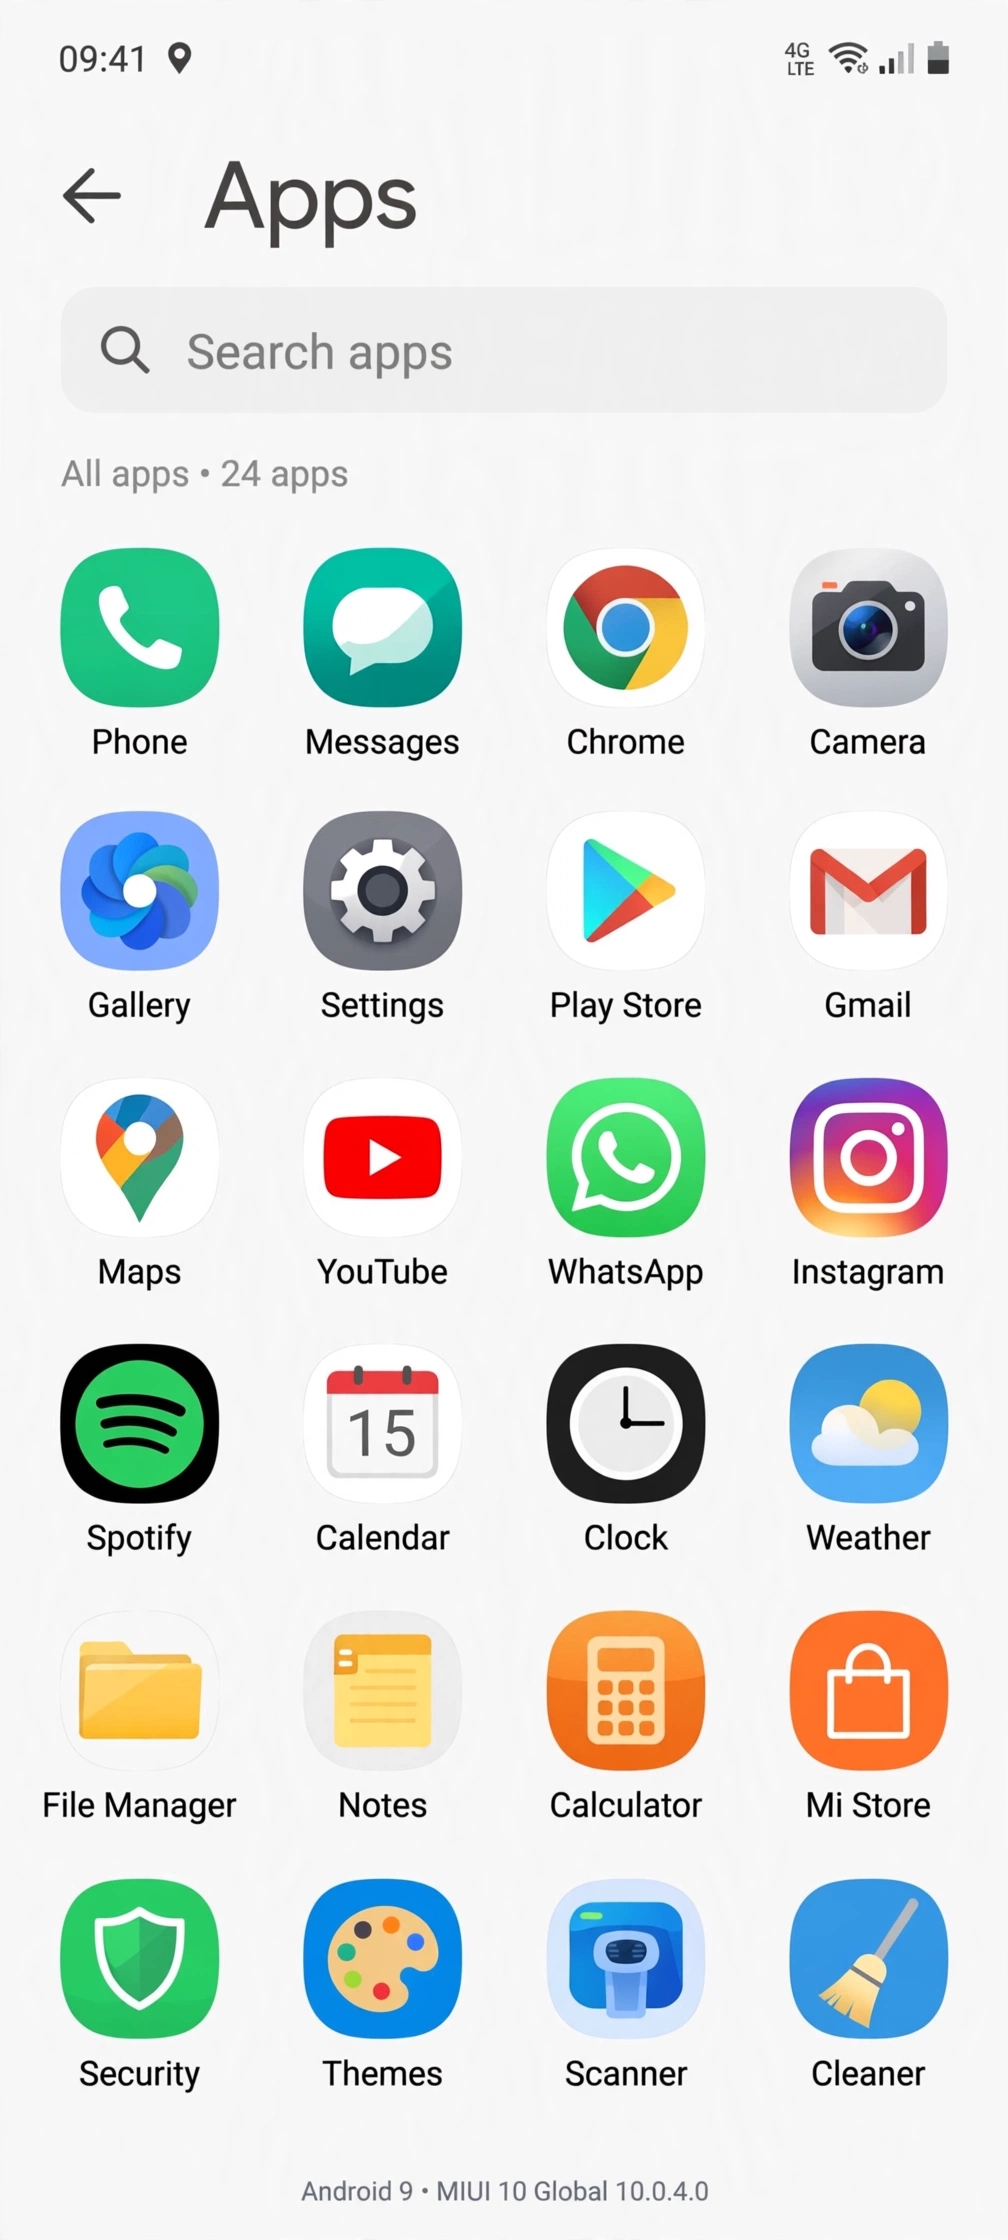 09:41
4G
LTE
Apps
Search apps
All apps • 24 apps
Phone Messages Chrome Camera
Gallery Settings Play Store Gmail
Maps YouTube WhatsApp Instagram
15
Spotify Calendar Clock Weather
File Manager Notes Calculator Mi Store
Security Themes Scanner Cleaner
Android 9 • MIUI 10 Global 10.0.4.0